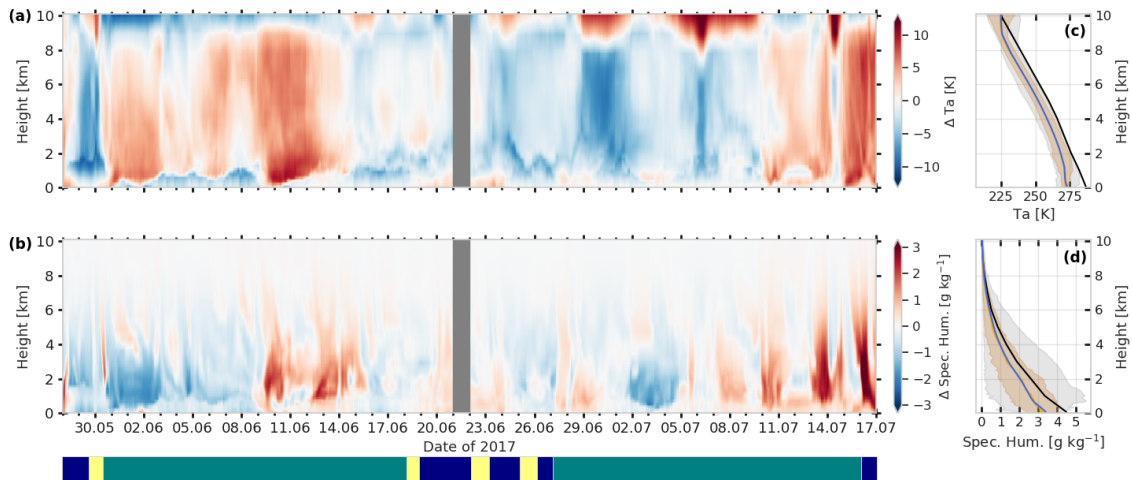 (a)
10
8
6
4
2
0
Height [km]
10
5
0
−5
−10
Δ Ta [K]
(c)
10
8
6
4
2
0
Height [km]
225 250 275
Ta [K]
(b)
10
8
6
4
2
0
Height [km]
3
2
1
0
−1
−2
−3
Δ Spec. Hum. [g kg⁻¹]
(d)
10
8
6
4
2
0
Height [km]
0 1 2 3 4 5
Spec. Hum. [g kg⁻¹]
30.05 02.06 05.06 08.06 11.06 14.06 17.06 20.06 23.06 26.06 29.06 02.07 05.07 08.07 11.07 14.07 17.07
Date of 2017